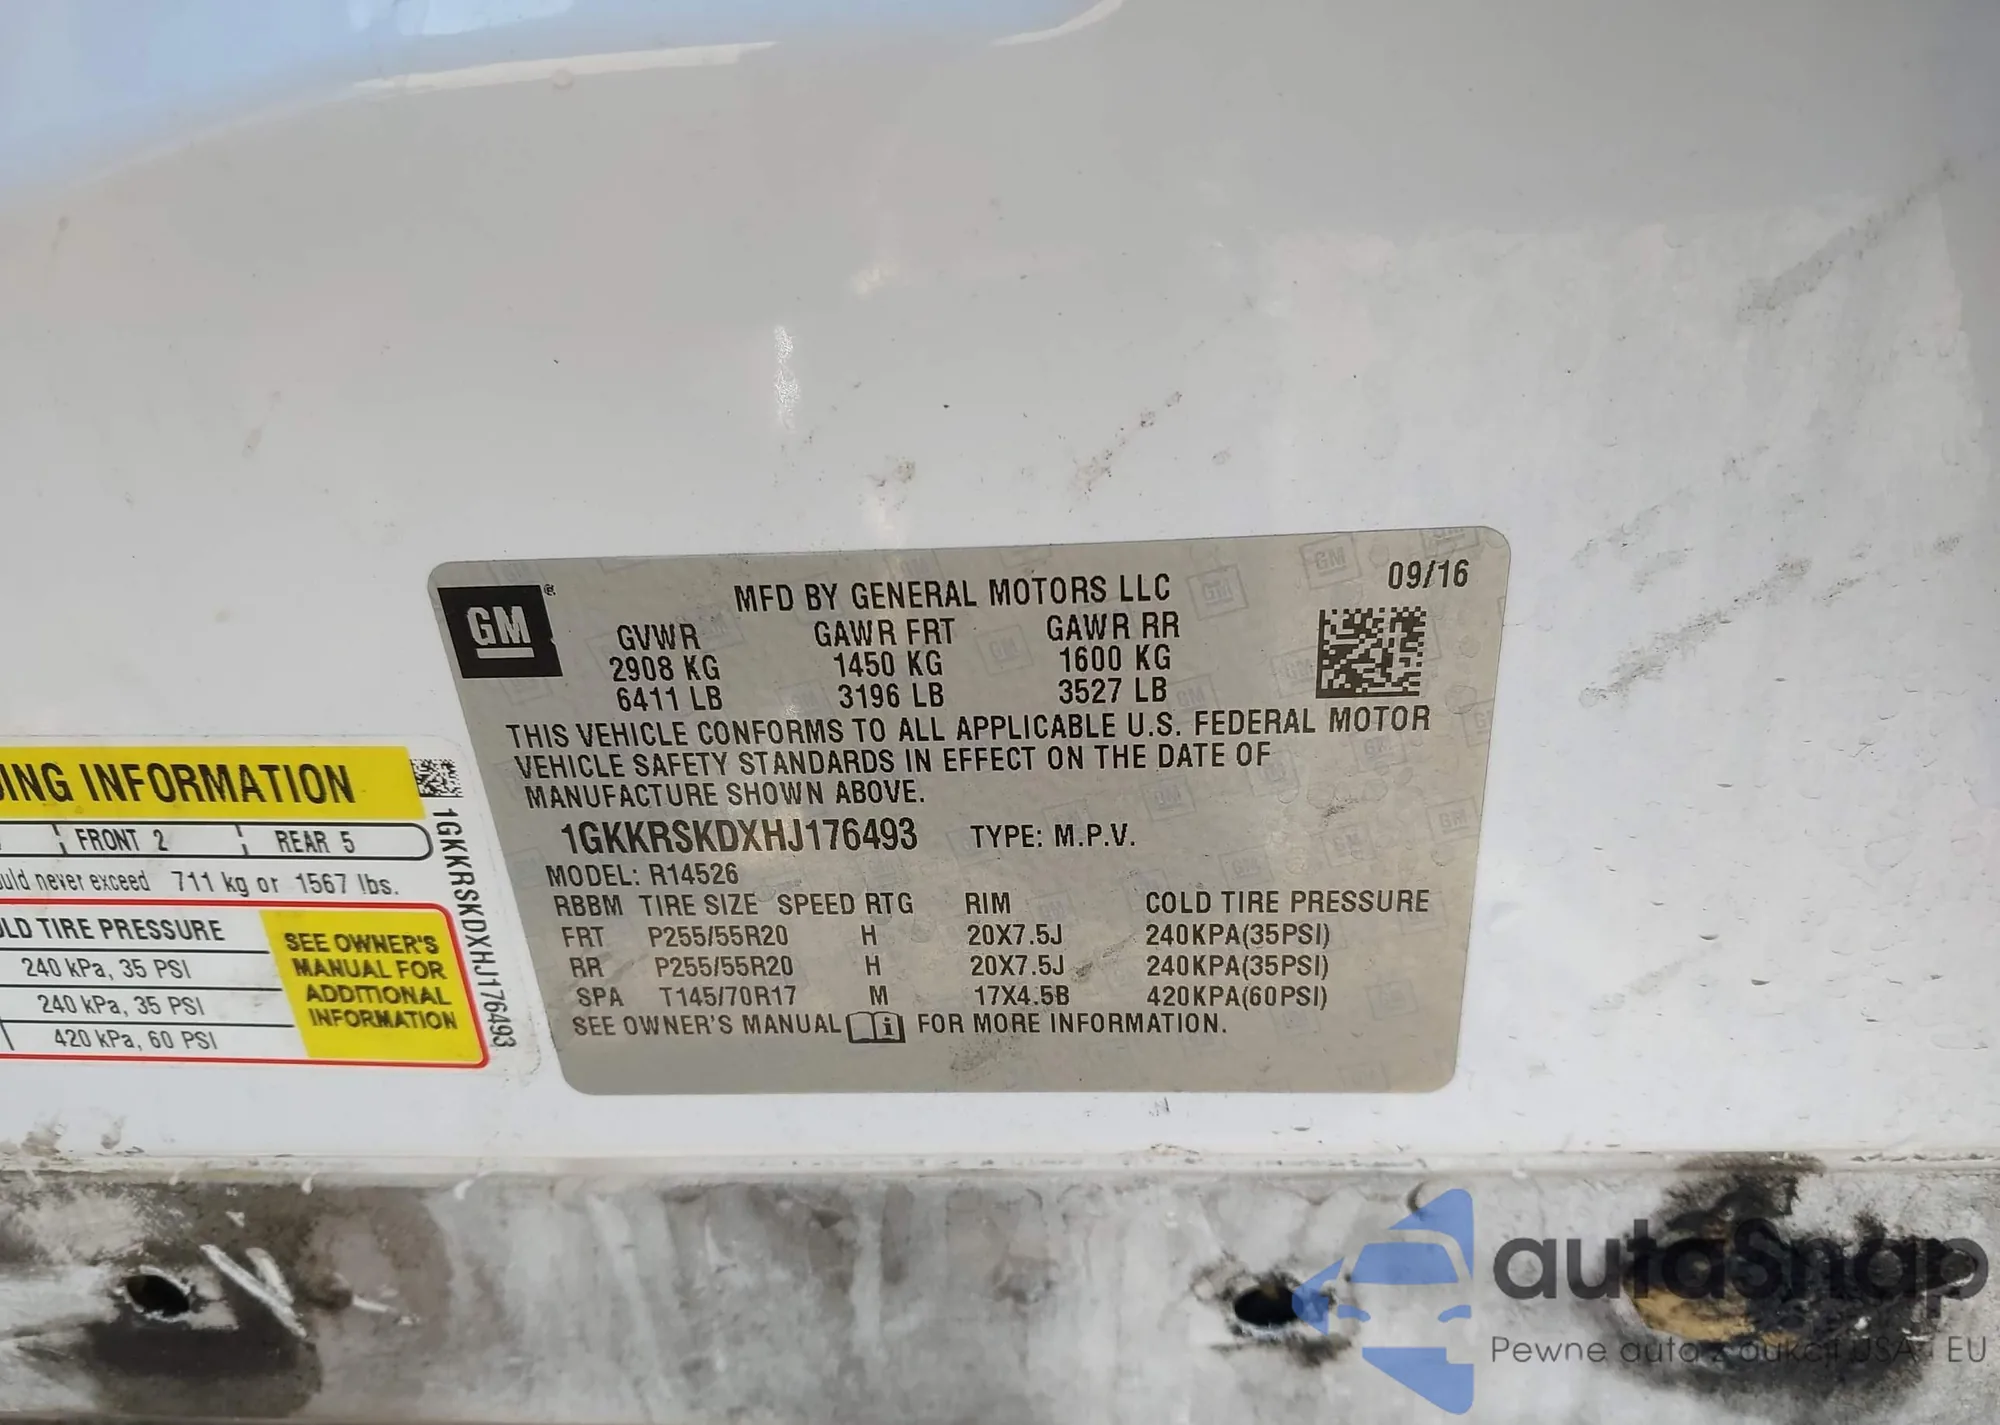 GM
MFD BY GENERAL MOTORS LLC 09/16
GVWR GAWR FRT GAWR RR
2908 KG 1450 KG 1600 KG
6411 LB 3196 LB 3527 LB
THIS VEHICLE CONFORMS TO ALL APPLICABLE U.S. FEDERAL MOTOR
VEHICLE SAFETY STANDARDS IN EFFECT ON THE DATE OF
MANUFACTURE SHOWN ABOVE.
1GKKRSKDXHJ176493 TYPE: M.P.V.
MODEL: R14526
RBBM TIRE SIZE SPEED RTG RIM COLD TIRE PRESSURE
FRT P255/55R20 H 20X7.5J 240KPA(35PSI)
RR P255/55R20 H 20X7.5J 240KPA(35PSI)
SPA T145/70R17 M 17X4.5B 420KPA(60PSI)
SEE OWNER'S MANUAL FOR MORE INFORMATION.
INFORMATION
FRONT 2 REAR 5
never exceed 711 kg or 1567 lbs.
TIRE PRESSURE
240 kPa, 35 PSI
240 kPa, 35 PSI
420 kPa, 60 PSI
SEE OWNER'S
MANUAL FOR
ADDITIONAL
INFORMATION
1GKKRSKDXHJ176493
autoSnap
Pewne auta z aukcji USA i EU